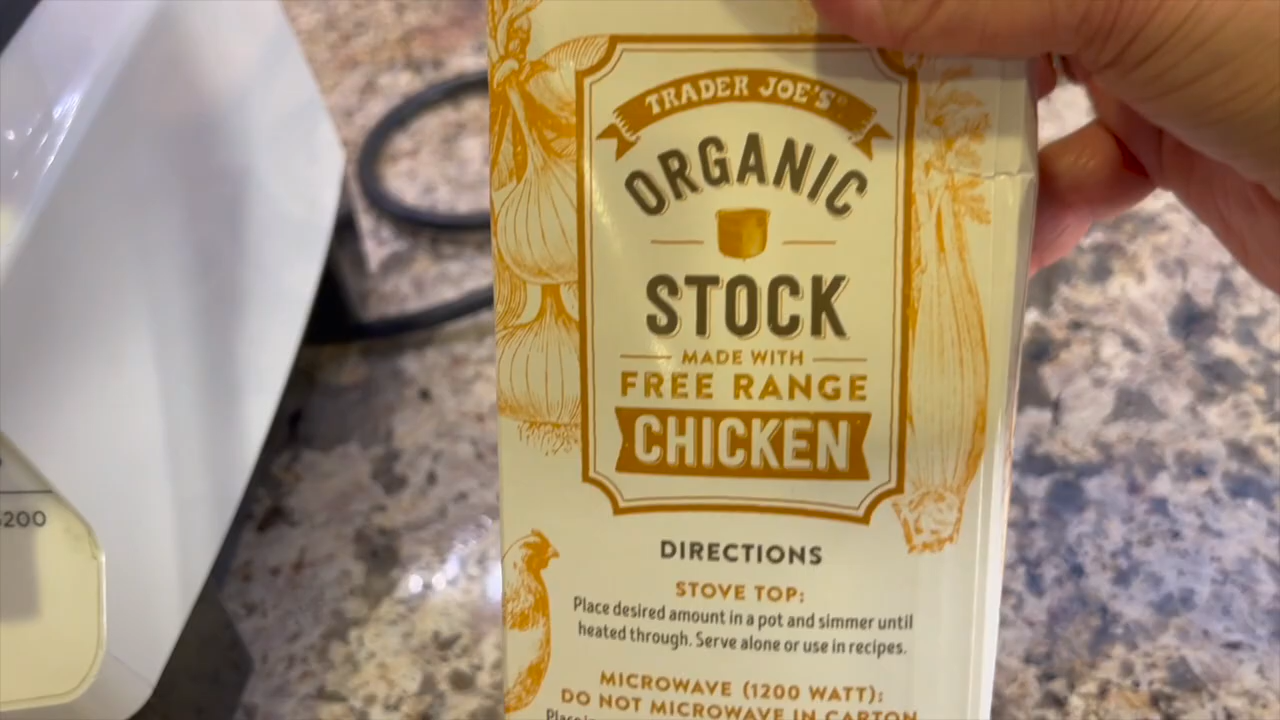 TRADER JOE'S®
ORGANIC
STOCK
MADE WITH
FREE RANGE
CHICKEN
DIRECTIONS
STOVE TOP:
Place desired amount in a pot and simmer until
heated through. Serve alone or use in recipes.
MICROWAVE (1200 WATT):
DO NOT MICROWAVE IN CARTON
200